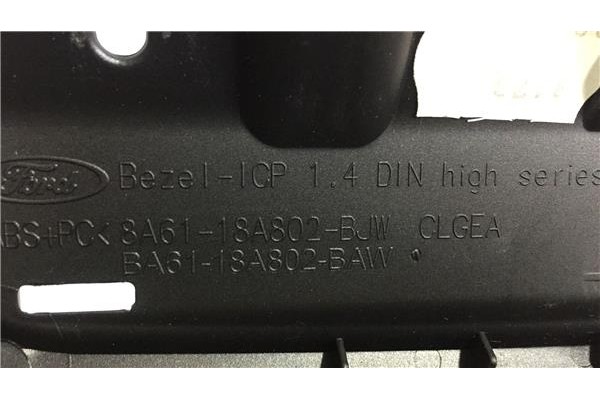 Ford Bezel-ICP 1.4 DIN high series
ABS+PC< 8A61-18A802-BJW CLGEA
BA61-18A802-BAW